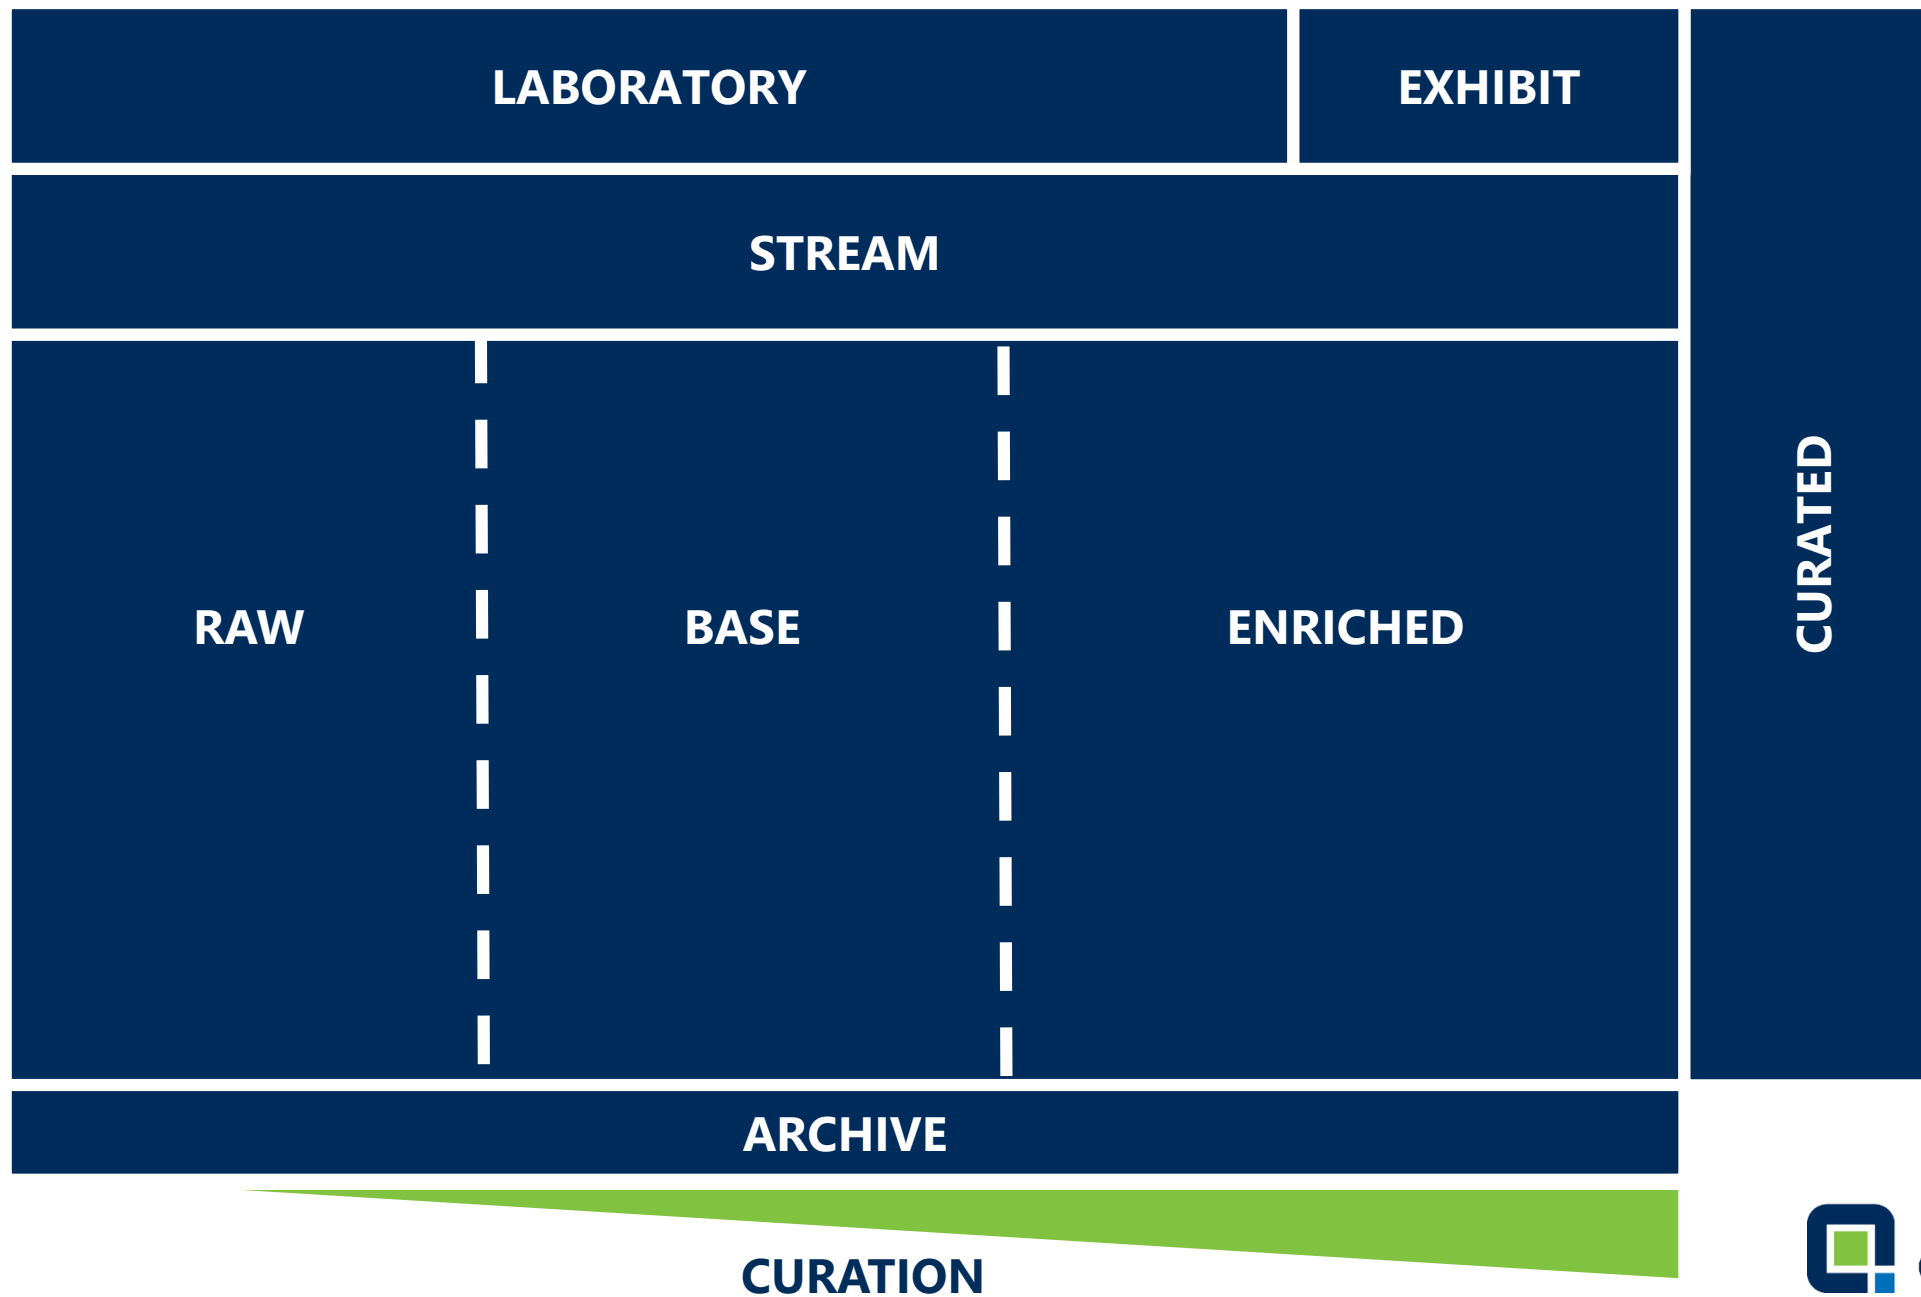 LABORATORY
EXHIBIT
STREAM
CURATED
RAW
BASE
ENRICHED
ARCHIVE
CURATION